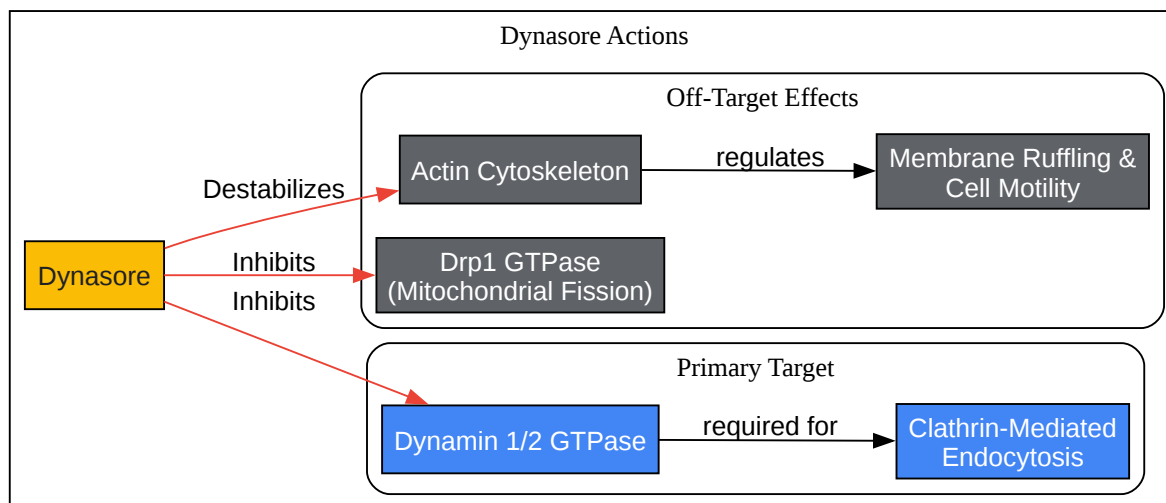 Dynasore Actions
Off-Target Effects
Actin Cytoskeleton
regulates
Membrane Ruffling &
Cell Motility
Destabilizes
Dynasore
Inhibits
Drp1 GTPase
(Mitochondrial Fission)
Inhibits
Primary Target
Dynamin 1/2 GTPase
required for
Clathrin-Mediated
Endocytosis